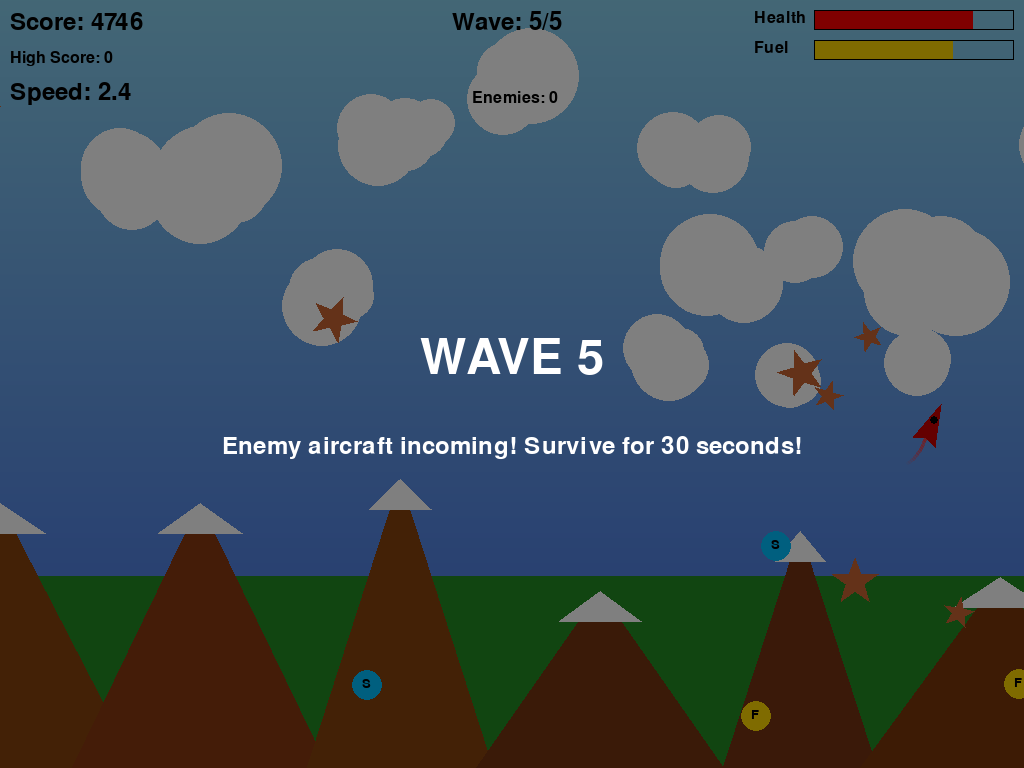 Score: 4746
Wave: 5/5
Health
High Score: 0
Fuel
Speed: 2.4
Enemies: 0
WAVE 5
Enemy aircraft incoming! Survive for 30 seconds!
S
S
F
F